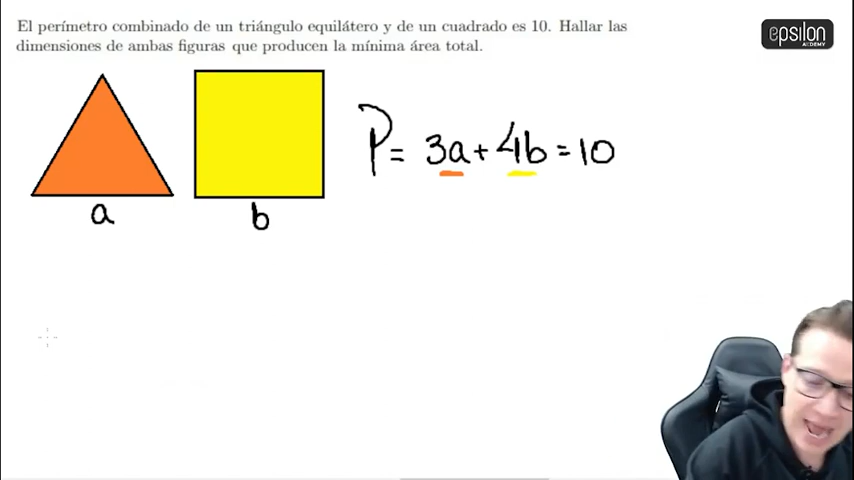 El perímetro combinado de un triángulo equilátero y de un cuadrado es 10. Hallar las
dimensiones de ambas figuras que producen la mínima área total.
epsilon
ACADEMY
P= 3a+4b=10
a
b